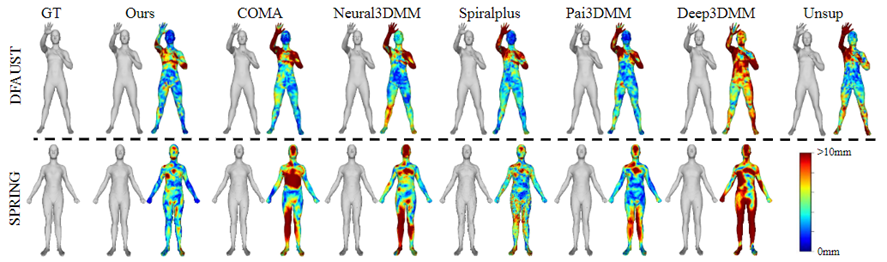 GT Ours COMA Neural3DMM Spiralplus Pai3DMM Deep3DMM Unsup
DFAUST
SPRING
>10mm
0mm